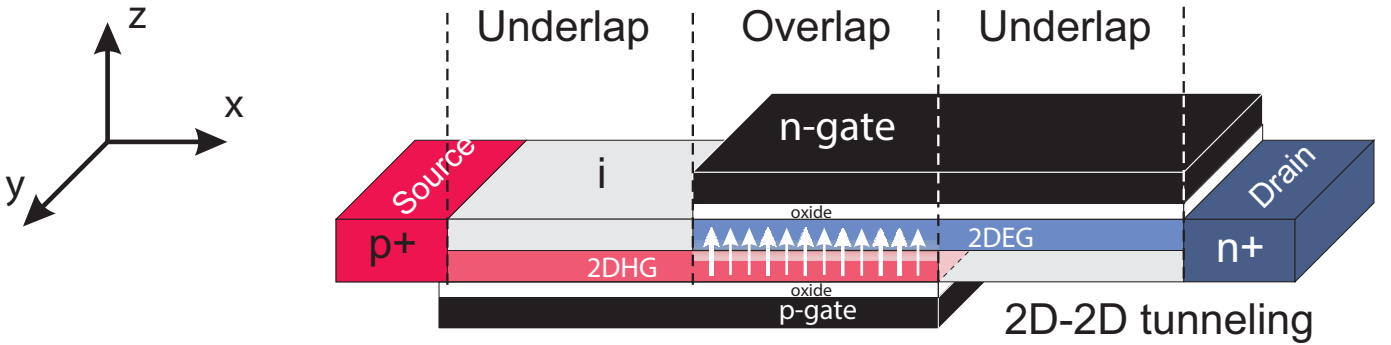 z
x
y
Underlap
Overlap
Underlap
n-gate
Source
i
Drain
oxide
p+
2DEG
n+
2DHG
oxide
p-gate
2D-2D tunneling